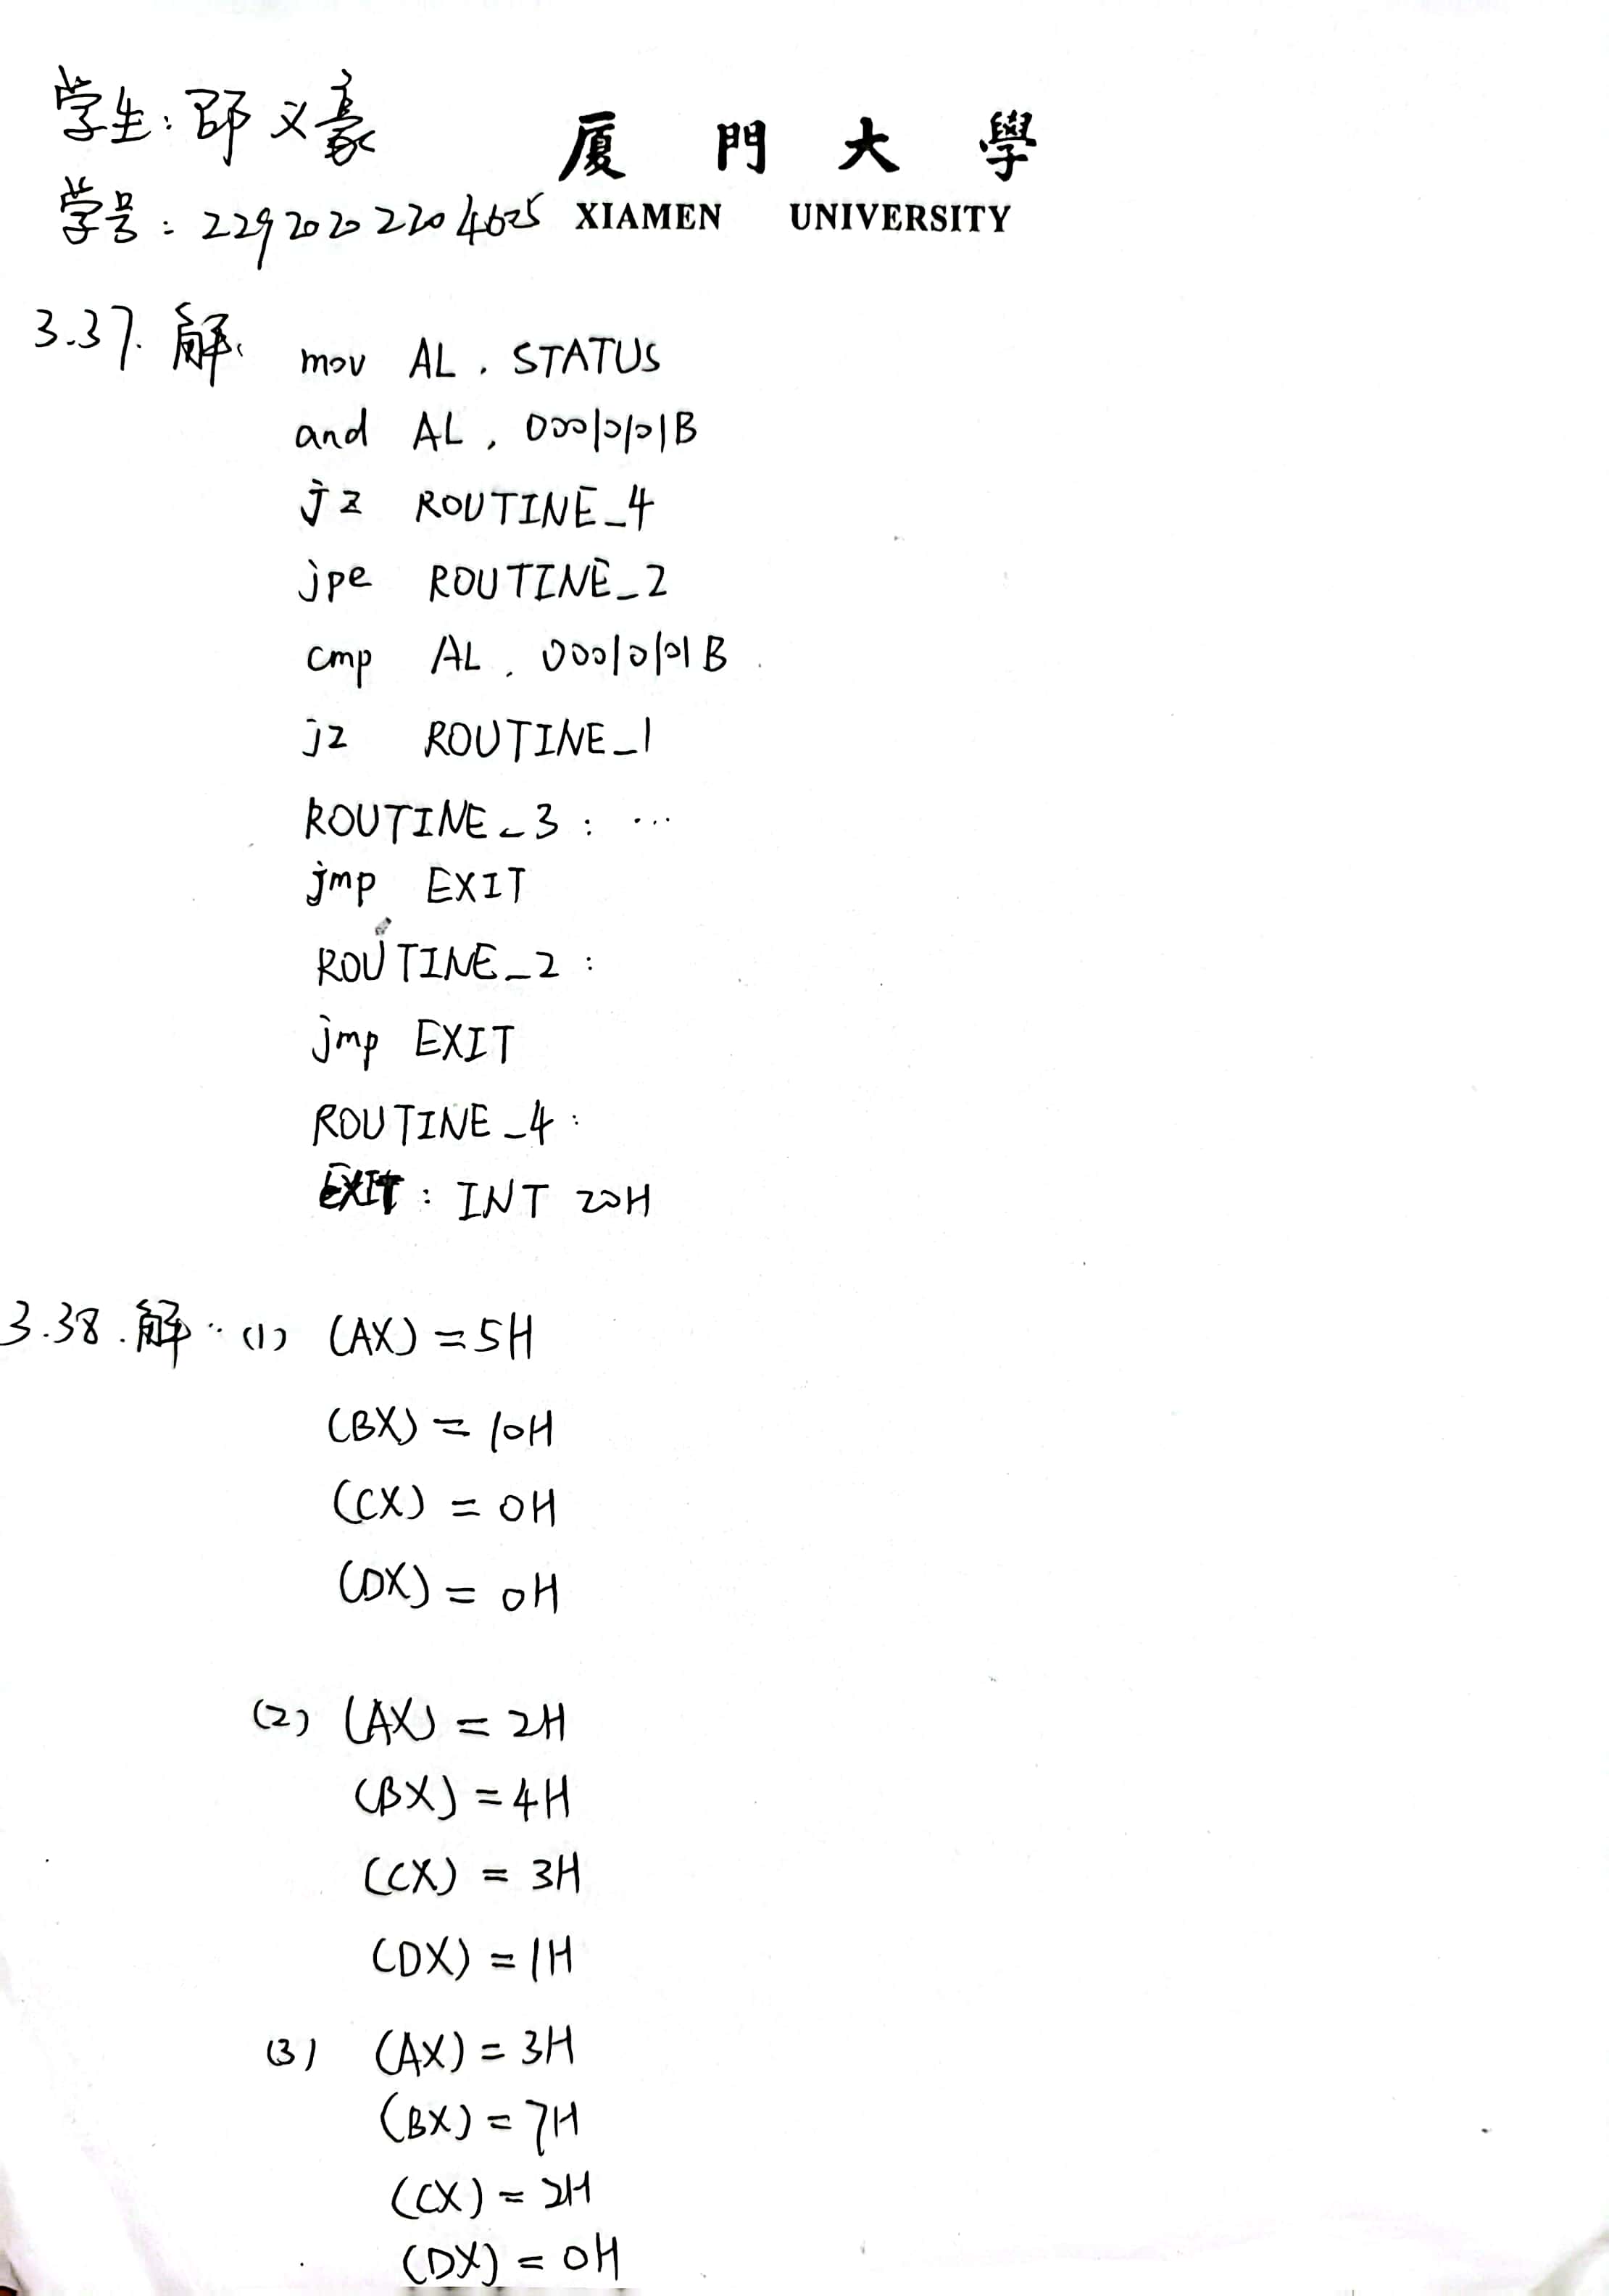 学生：邵义豪
厦門大學
学号：22920202204625
XIAMEN UNIVERSITY
3.37. 解：
mov AL, STATUS
and AL, 00010101B
jz ROUTINE_4
jpe ROUTINE_2
cmp AL, 00010101B
jz ROUTINE_1
ROUTINE_3: ...
jmp EXIT
ROUTINE_2:
jmp EXIT
ROUTINE_4:
EXIT: INT 20H
3.38. 解: (1) (AX) = 5H
(BX) = 10H
(CX) = 0H
(DX) = 0H
(2) (AX) = 2H
(BX) = 4H
(CX) = 3H
(DX) = 1H
(3) (AX) = 3H
(BX) = 7H
(CX) = 2H
(DX) = 0H